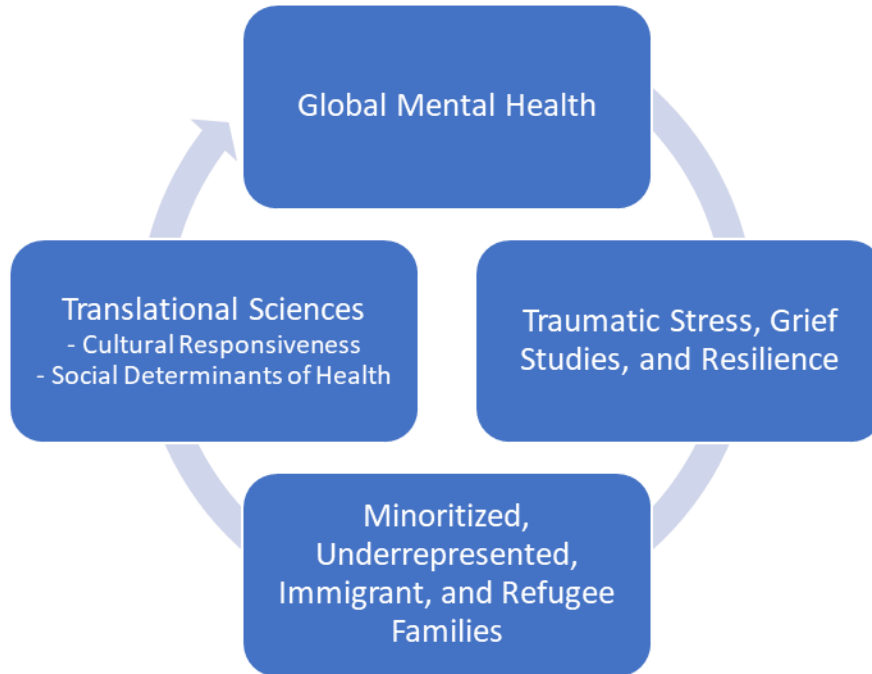 Global Mental Health
Traumatic Stress, Grief
Studies, and Resilience
Minoritized,
Underrepresented,
Immigrant, and Refugee
Families
Translational Sciences
- Cultural Responsiveness
- Social Determinants of Health